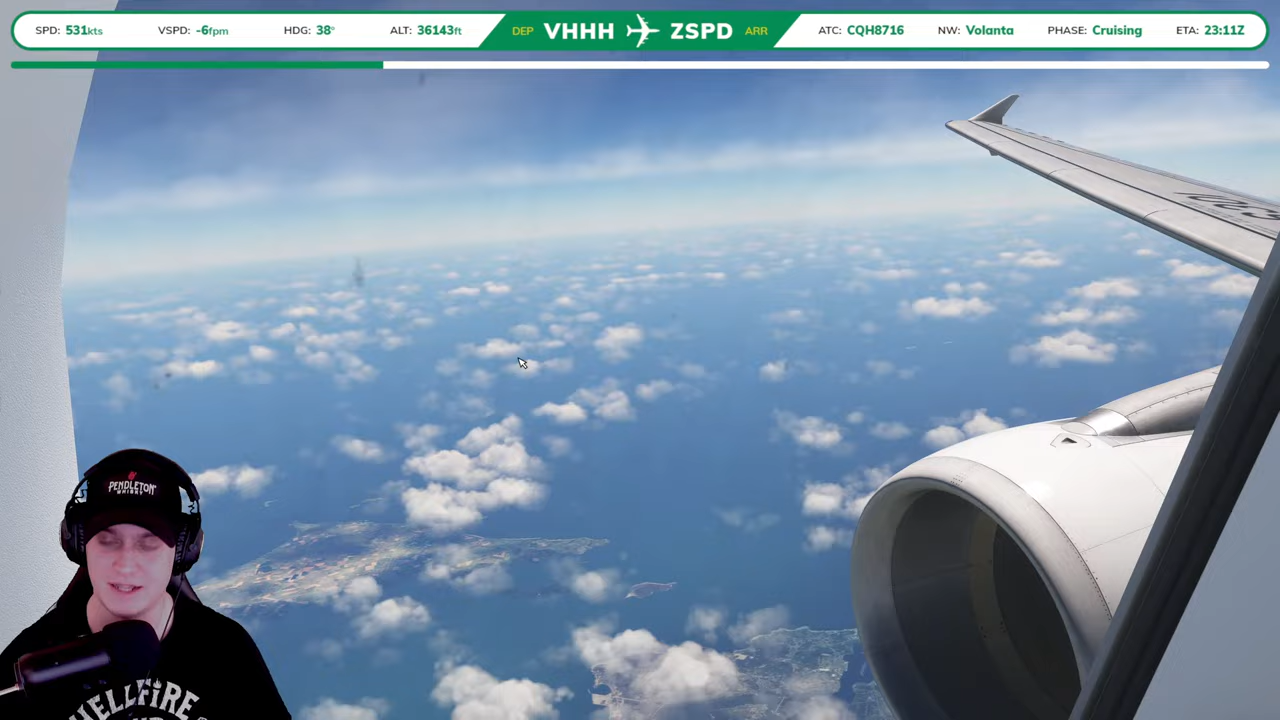 SPD: 531kts VSPD: -6fpm HDG: 38° ALT: 36143ft DEP VHHH ZSPD ARR ATC: CQH8716 NW: Volanta PHASE: Cruising ETA: 23:11Z
PENDLETON
WHISKY
HELLFIRE